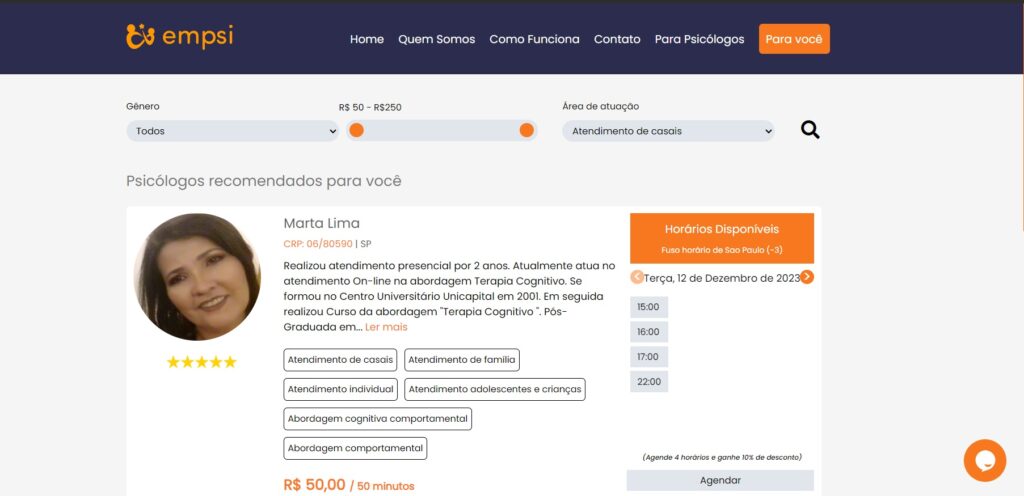 empsi
Home
Quem Somos
Como Funciona
Contato
Para Psicólogos
Para você
Gênero
R$ 50 - R$250
Área de atuação
Todos
Atendimento de casais
Psicólogos recomendados para você
Marta Lima
CRP: 06/80590 | SP
Realizou atendimento presencial por 2 anos. Atualmente atua no
atendimento On-line na abordagem Terapia Cognitivo. Se
formou no Centro Universitário Unicapital em 2001. Em seguida
realizou Curso da abordagem "Terapia Cognitivo ". Pós-
Graduada em... Ler mais
Atendimento de casais
Atendimento de família
Atendimento individual
Atendimento adolescentes e crianças
Abordagem cognitiva comportamental
Abordagem comportamental
R$ 50,00 / 50 minutos
Horários Disponíveis
Fuso horário de Sao Paulo (-3)
Terça, 12 de Dezembro de 2023
15:00
16:00
17:00
22:00
(Agende 4 horários e ganhe 10% de desconto)
Agendar